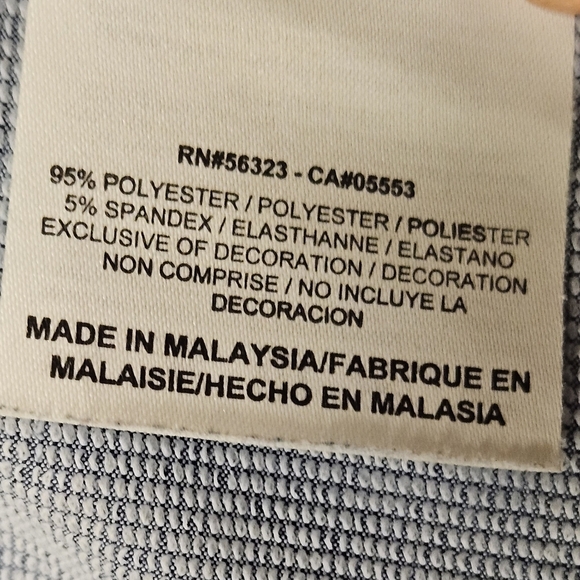 RN#56323 - CA#05553
95% POLYESTER / POLYESTER / POLIESTER
5% SPANDEX / ELASTHANNE / ELASTANO
EXCLUSIVE OF DECORATION / DECORATION
NON COMPRISE / NO INCLUYE LA
DECORACION
MADE IN MALAYSIA/FABRIQUE EN
MALAISIE/HECHO EN MALASIA